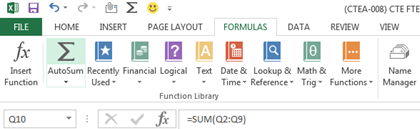 (CTEA-008) CTE FTE
FILE HOME INSERT PAGE LAYOUT FORMULAS DATA REVIEW VIEW
fx Σ ? A θ
Insert AutoSum Recently Financial Logical Text Date & Lookup & Math & More Name
Function Used Time Reference Trig Functions Manager
Function Library
Q10 fx =SUM(Q2:Q9)